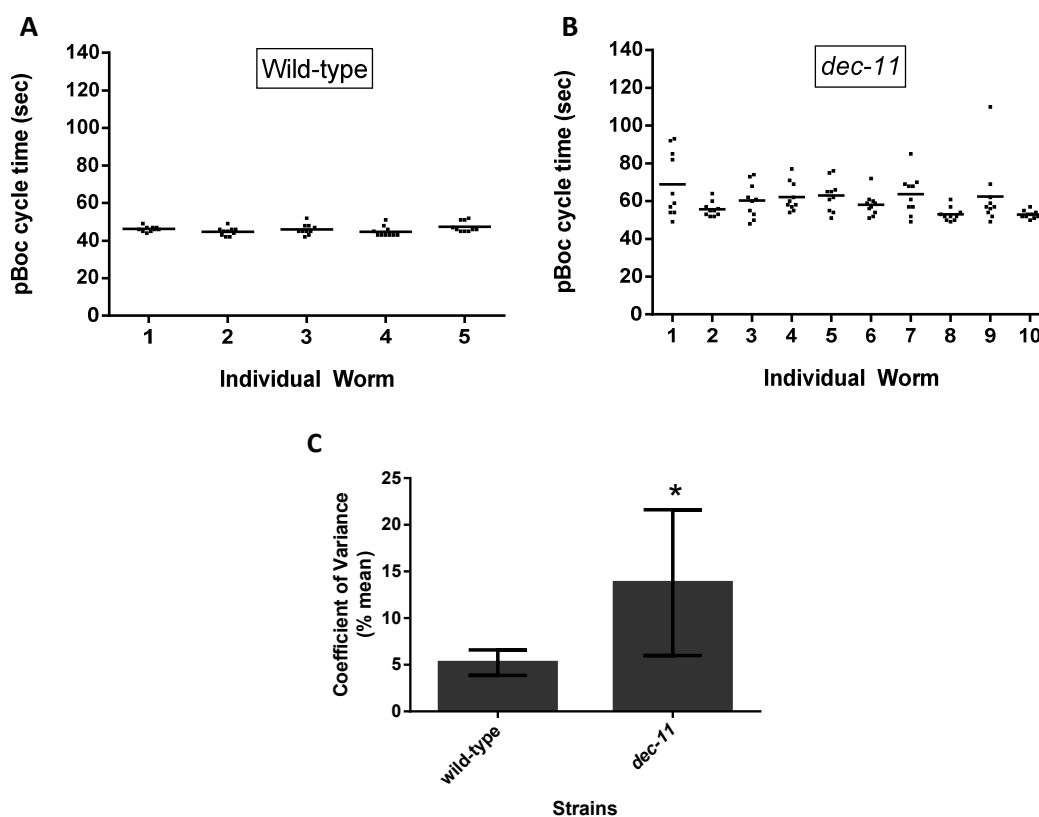 A
Wild-type
pBoc cycle time (sec)
140
120
100
80
60
40
20
0
1 2 3 4 5
Individual Worm
B
dec-11
pBoc cycle time (sec)
140
120
100
80
60
40
20
0
1 2 3 4 5 6 7 8 9 10
Individual Worm
C
Coefficient of Variance
(% mean)
25
20
15
10
5
0
*
wild-type
dec-11
Strains